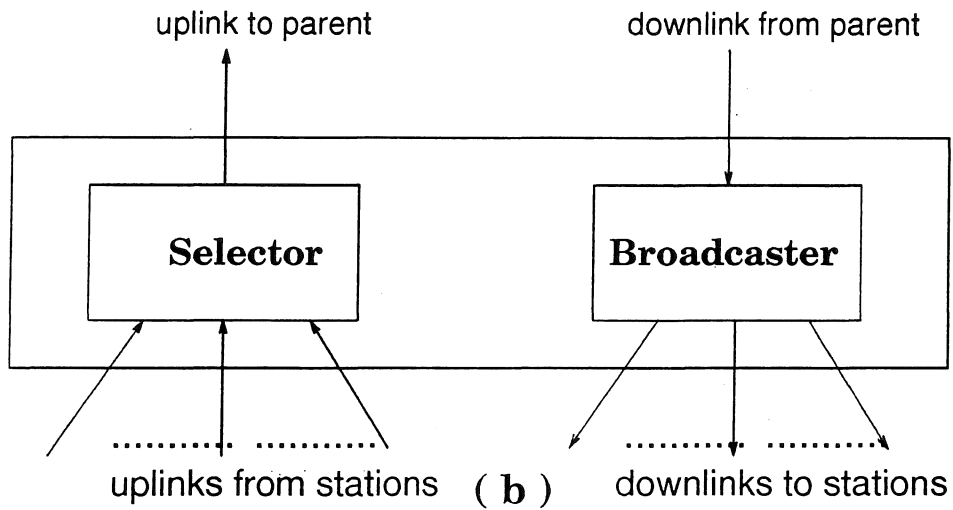 uplink to parent
downlink from parent
Selector
Broadcaster
uplinks from stations
( b )
downlinks to stations